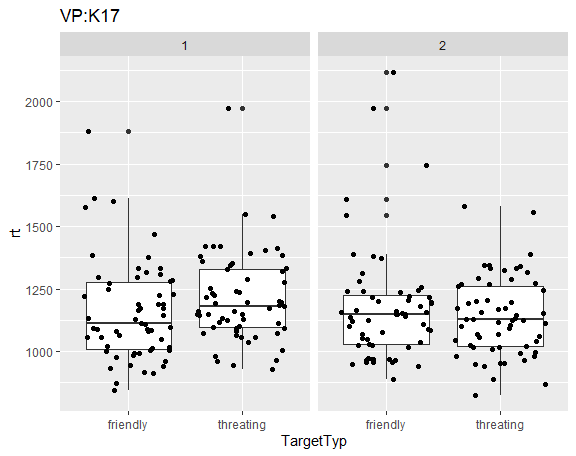 VP:K17
1 2
2000
1750
1500
1250
1000
rt
friendly threating friendly threating
TargetTyp